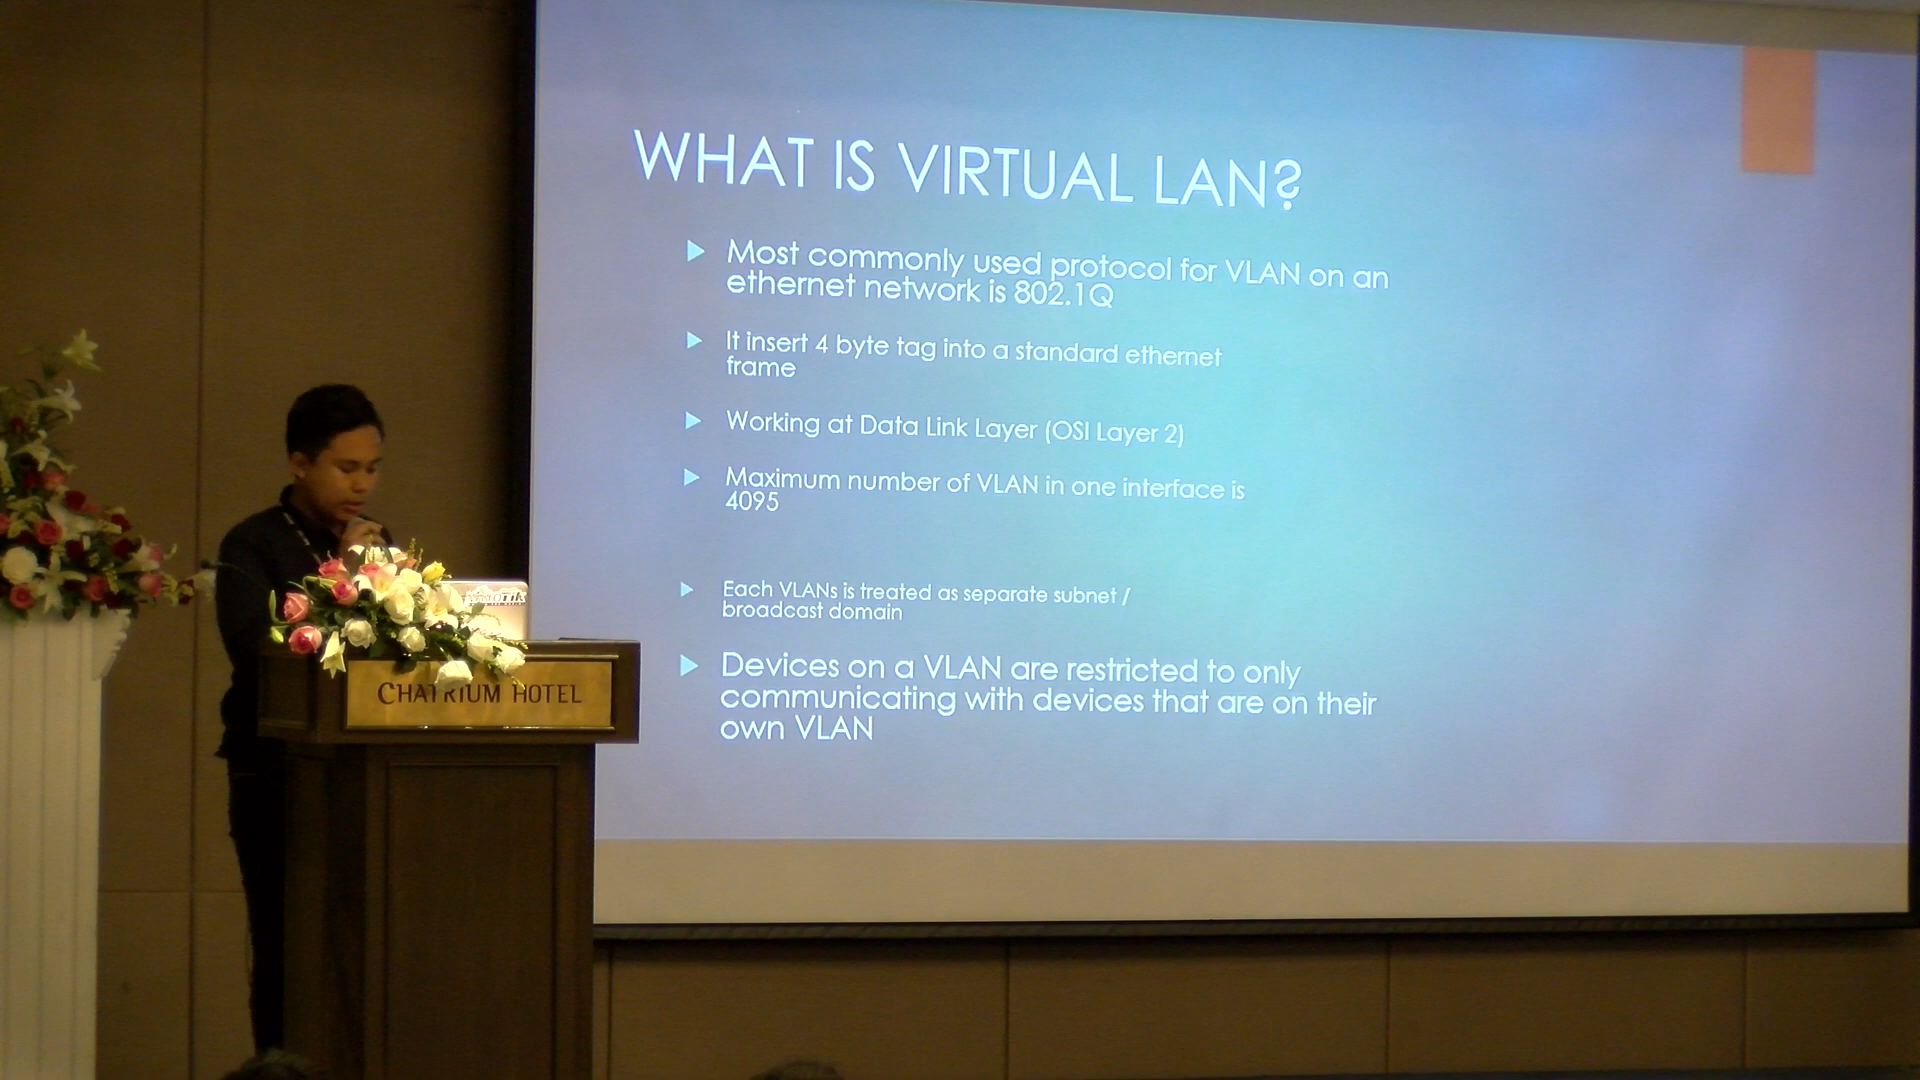 WHAT IS VIRTUAL LAN?
Most commonly used protocol for VLAN on an
ethernet network is 802.1Q
It insert 4 byte tag into a standard ethernet
frame
Working at Data Link Layer (OSI Layer 2)
Maximum number of VLAN in one interface is
4095
Each VLANs is treated as separate subnet /
broadcast domain
Devices on a VLAN are restricted to only
communicating with devices that are on their
own VLAN
CHATRIUM HOTEL